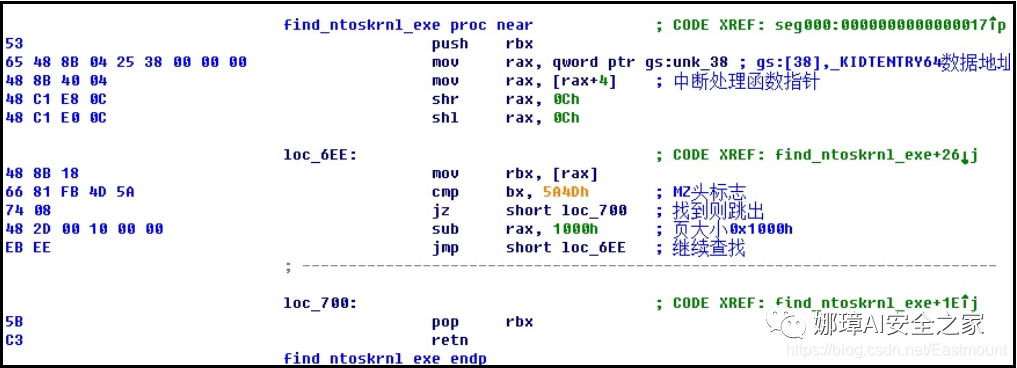 find_ntoskrnl_exe proc near ; CODE XREF: seg000:0000000000000017↑p
53 push rbx
65 48 8B 04 25 38 00 00 00 mov rax, qword ptr gs:unk_38 ; gs:[38],_KIDTENTRY64数据地址
48 8B 40 04 mov rax, [rax+4] ; 中断处理函数指针
48 C1 E8 0C shr rax, 0Ch
48 C1 E0 0C shl rax, 0Ch
loc_6EE: ; CODE XREF: find_ntoskrnl_exe+26↓j
48 8B 18 mov rbx, [rax]
66 81 FB 4D 5A cmp bx, 5A4Dh ; MZ头标志
74 08 jz short loc_700 ; 找到则跳出
48 2D 00 10 00 00 sub rax, 1000h ; 页大小0x1000h
EB EE jmp short loc_6EE ; 继续查找
; ---------------------------------------------------------------------------
loc_700: ; CODE XREF: find_ntoskrnl_exe+1E↑j
5B pop rbx
C3 retn
find_ntoskrnl_exe endp
娜璋AI安全之家
https://blog.csdn.net/Eastmount